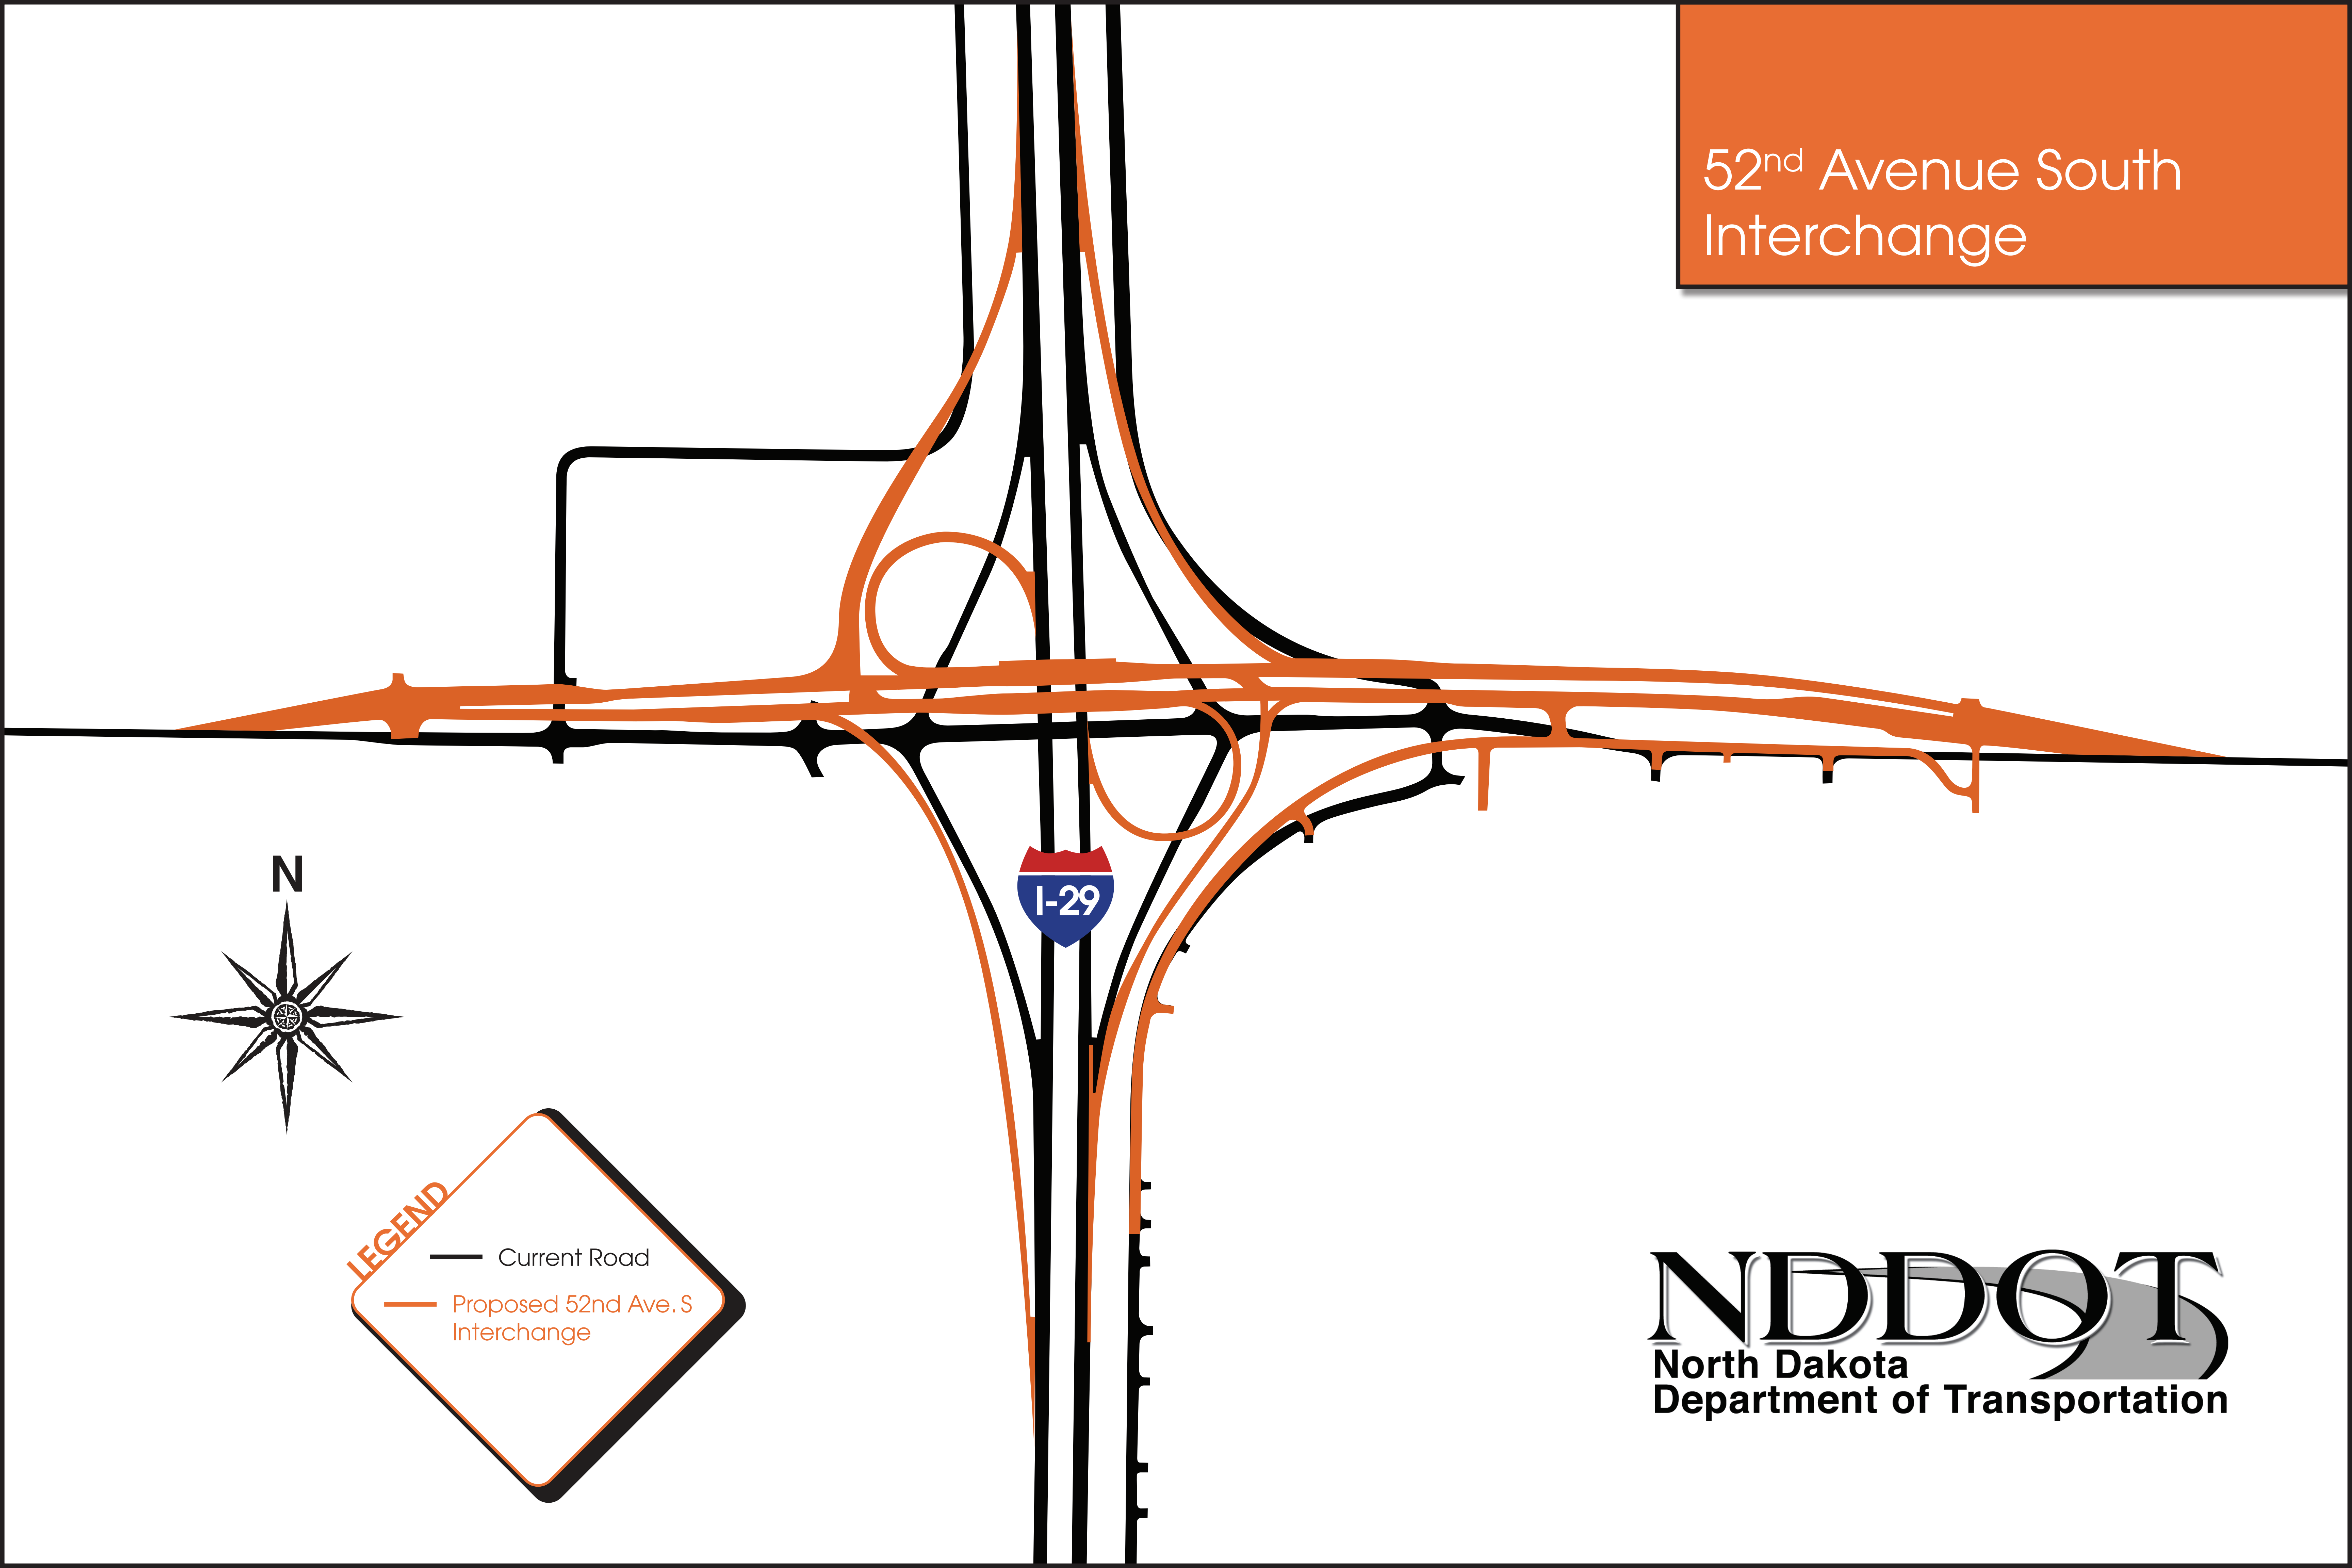 52nd Avenue South
Interchange
I-29
N
LEGEND
Current Road
Proposed 52nd Ave. S
Interchange
NDDOT
North Dakota
Department of Transportation